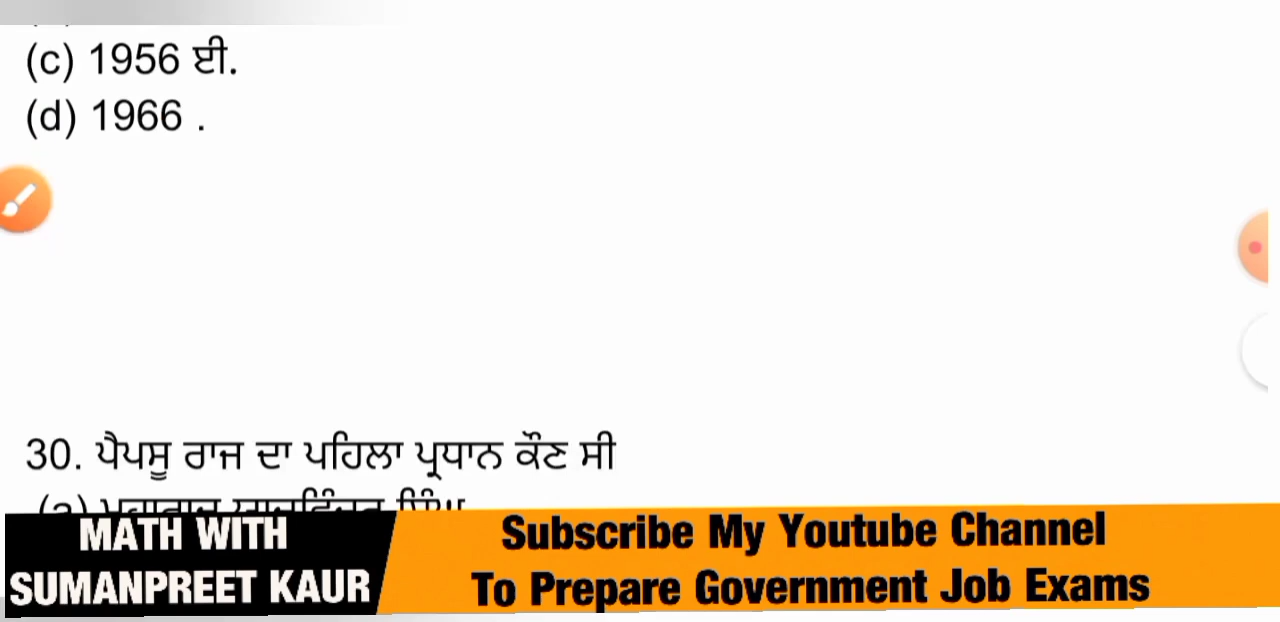 (c) 1956 ਈ.
(d) 1966 .
30. ਪੈਪਸੂ ਰਾਜ ਦਾ ਪਹਿਲਾ ਪ੍ਰਧਾਨ ਕੌਣ ਸੀ
MATH WITH
SUMANPREET KAUR
Subscribe My Youtube Channel
To Prepare Government Job Exams